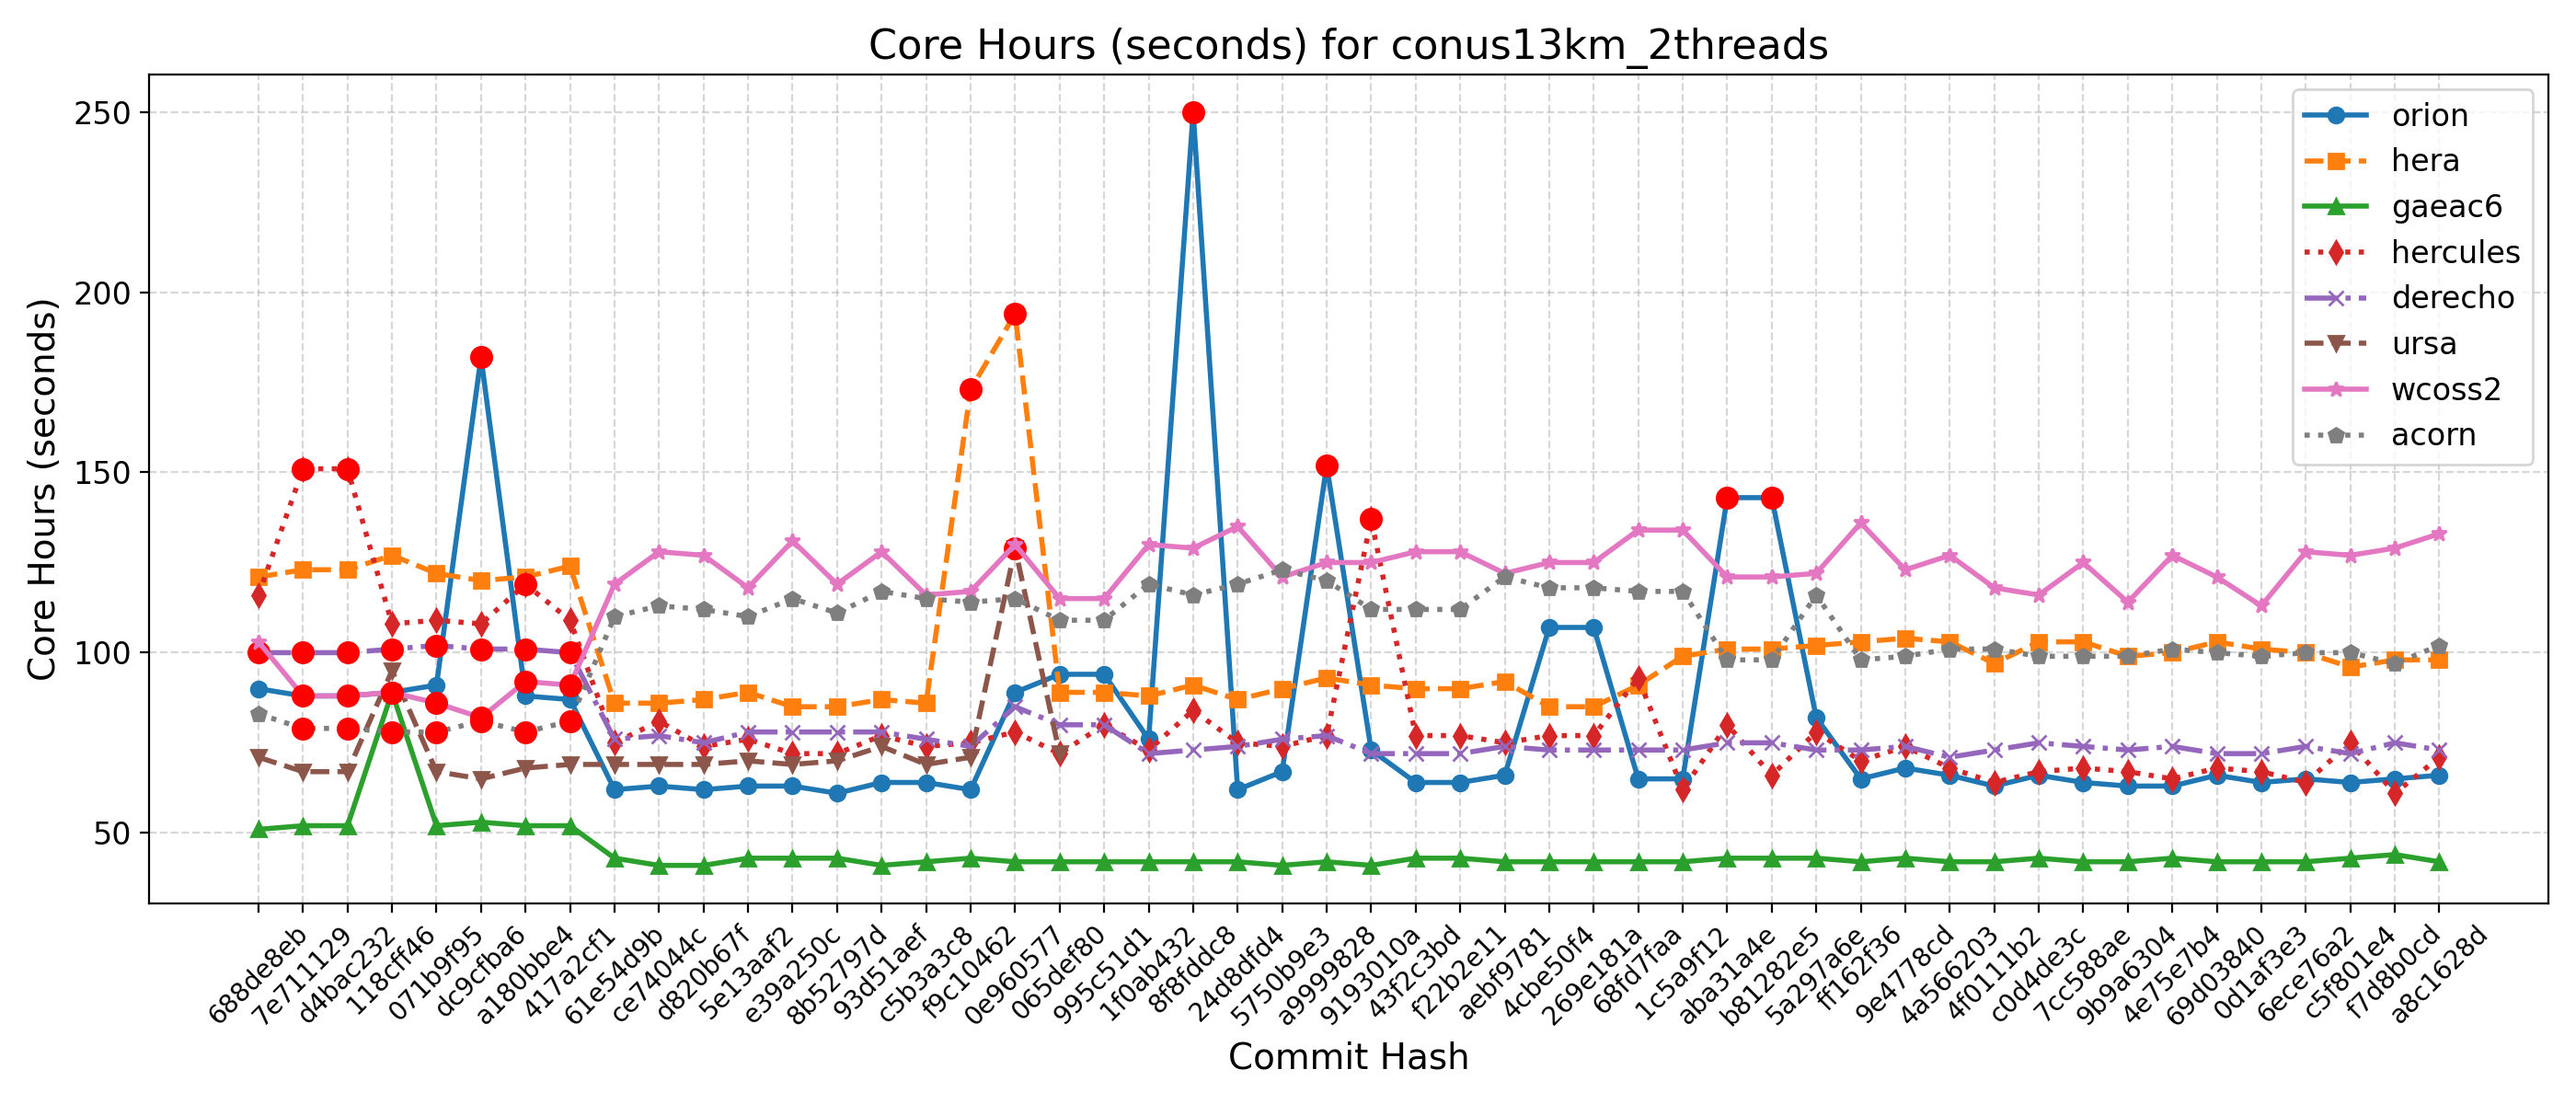 Core Hours (seconds) for conus13km_2threads
Core Hours (seconds)
250
200
150
100
50
orion
hera
gaeac6
hercules
derecho
ursa
wcoss2
acorn
688de8eb
7e711129
d4bac232
118cff46
071b9f95
dc9cfba6
a180bbe4
417a2cf1
61e54d9b
ce74044c
d820b67f
5e13aaf2
e39a250c
8b52797d
93d51aef
c5b3a3c8
f9c10462
0e960577
065def80
995c51d1
1f0ab432
8f8fddc8
24d8dfd4
5750b9e3
a9999828
9193010a
43f2c3bd
f22b2e11
aebf9781
4cbe50f4
269e181a
68fd7faa
1c5a9f12
aba31a4e
b81282e5
5a297a6e
ff162f36
9e4778cd
4a566203
4f0111b2
c0d4de3c
7cc588ae
9b9a6304
4e75e7b4
69d03840
0d1af3e3
6ece76a2
c5f801e4
f7d8b0cd
a8c1628d
Commit Hash